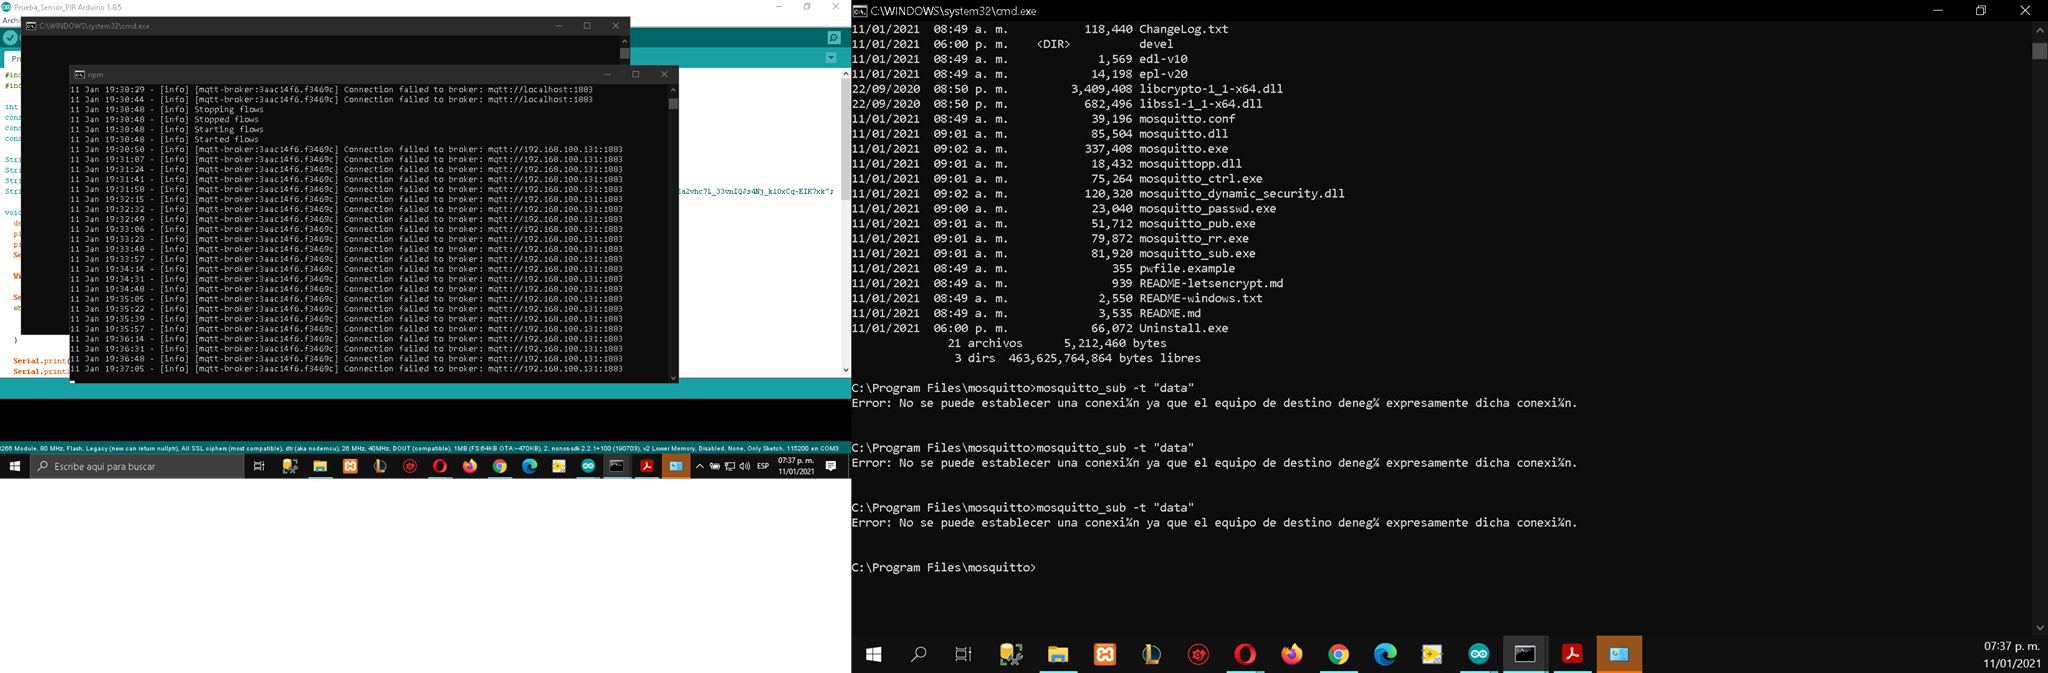 Prueba_Sensor_PIR Arduino 1.8.5
C:\WINDOWS\system32\cmd.exe
npm
11 Jan 19:30:29 - [info] [mqtt-broker:3aac14f6.f3469c] Connection failed to broker: mqtt://localhost:1883
11 Jan 19:30:44 - [info] [mqtt-broker:3aac14f6.f3469c] Connection failed to broker: mqtt://localhost:1883
11 Jan 19:30:48 - [info] Stopping flows
11 Jan 19:30:48 - [info] Stopped flows
11 Jan 19:30:48 - [info] Starting flows
11 Jan 19:30:48 - [info] Started flows
11 Jan 19:30:50 - [info] [mqtt-broker:3aac14f6.f3469c] Connection failed to broker: mqtt://192.168.100.131:1883
11 Jan 19:31:07 - [info] [mqtt-broker:3aac14f6.f3469c] Connection failed to broker: mqtt://192.168.100.131:1883
11 Jan 19:31:24 - [info] [mqtt-broker:3aac14f6.f3469c] Connection failed to broker: mqtt://192.168.100.131:1883
11 Jan 19:31:41 - [info] [mqtt-broker:3aac14f6.f3469c] Connection failed to broker: mqtt://192.168.100.131:1883
11 Jan 19:31:58 - [info] [mqtt-broker:3aac14f6.f3469c] Connection failed to broker: mqtt://192.168.100.131:1883
11 Jan 19:32:15 - [info] [mqtt-broker:3aac14f6.f3469c] Connection failed to broker: mqtt://192.168.100.131:1883
11 Jan 19:32:32 - [info] [mqtt-broker:3aac14f6.f3469c] Connection failed to broker: mqtt://192.168.100.131:1883
11 Jan 19:32:49 - [info] [mqtt-broker:3aac14f6.f3469c] Connection failed to broker: mqtt://192.168.100.131:1883
11 Jan 19:33:06 - [info] [mqtt-broker:3aac14f6.f3469c] Connection failed to broker: mqtt://192.168.100.131:1883
11 Jan 19:33:23 - [info] [mqtt-broker:3aac14f6.f3469c] Connection failed to broker: mqtt://192.168.100.131:1883
11 Jan 19:33:40 - [info] [mqtt-broker:3aac14f6.f3469c] Connection failed to broker: mqtt://192.168.100.131:1883
11 Jan 19:33:57 - [info] [mqtt-broker:3aac14f6.f3469c] Connection failed to broker: mqtt://192.168.100.131:1883
11 Jan 19:34:14 - [info] [mqtt-broker:3aac14f6.f3469c] Connection failed to broker: mqtt://192.168.100.131:1883
11 Jan 19:34:31 - [info] [mqtt-broker:3aac14f6.f3469c] Connection failed to broker: mqtt://192.168.100.131:1883
11 Jan 19:34:48 - [info] [mqtt-broker:3aac14f6.f3469c] Connection failed to broker: mqtt://192.168.100.131:1883
11 Jan 19:35:05 - [info] [mqtt-broker:3aac14f6.f3469c] Connection failed to broker: mqtt://192.168.100.131:1883
11 Jan 19:35:22 - [info] [mqtt-broker:3aac14f6.f3469c] Connection failed to broker: mqtt://192.168.100.131:1883
11 Jan 19:35:39 - [info] [mqtt-broker:3aac14f6.f3469c] Connection failed to broker: mqtt://192.168.100.131:1883
11 Jan 19:35:57 - [info] [mqtt-broker:3aac14f6.f3469c] Connection failed to broker: mqtt://192.168.100.131:1883
11 Jan 19:36:14 - [info] [mqtt-broker:3aac14f6.f3469c] Connection failed to broker: mqtt://192.168.100.131:1883
11 Jan 19:36:31 - [info] [mqtt-broker:3aac14f6.f3469c] Connection failed to broker: mqtt://192.168.100.131:1883
11 Jan 19:36:48 - [info] [mqtt-broker:3aac14f6.f3469c] Connection failed to broker: mqtt://192.168.100.131:1883
11 Jan 19:37:05 - [info] [mqtt-broker:3aac14f6.f3469c] Connection failed to broker: mqtt://192.168.100.131:1883
Serial.print(
Serial.printl
266 Module, 80 MHz, Flash, Legacy (new can return nullptr), All SSL ciphers (most compatible), dtr (aka nodemcu), 26 MHz, 40MHz, DOUT (compatible), 1MB (FS:64KB OTA:~470KB), 2, nonos-sdk 2.2.1+100 (190703), v2 Lower Memory, Disabled, None, Only Sketch, 115200 en COM3
Escribe aquí para buscar
ESP
07:37 p. m.
11/01/2021
C:\WINDOWS\system32\cmd.exe
11/01/2021 08:49 a. m. 118,440 ChangeLog.txt
11/01/2021 06:00 p. m. <DIR> devel
11/01/2021 08:49 a. m. 1,569 edl-v10
11/01/2021 08:49 a. m. 14,198 epl-v20
22/09/2020 08:50 p. m. 3,409,408 libcrypto-1_1-x64.dll
22/09/2020 08:50 p. m. 682,496 libssl-1_1-x64.dll
11/01/2021 08:49 a. m. 39,196 mosquitto.conf
11/01/2021 09:01 a. m. 85,504 mosquitto.dll
11/01/2021 09:02 a. m. 337,408 mosquitto.exe
11/01/2021 09:01 a. m. 18,432 mosquittopp.dll
11/01/2021 09:01 a. m. 75,264 mosquitto_ctrl.exe
11/01/2021 09:02 a. m. 120,320 mosquitto_dynamic_security.dll
11/01/2021 09:00 a. m. 23,040 mosquitto_passwd.exe
11/01/2021 09:01 a. m. 51,712 mosquitto_pub.exe
11/01/2021 09:01 a. m. 79,872 mosquitto_rr.exe
11/01/2021 09:01 a. m. 81,920 mosquitto_sub.exe
11/01/2021 08:49 a. m. 355 pwfile.example
11/01/2021 08:49 a. m. 939 README-letsencrypt.md
11/01/2021 08:49 a. m. 2,550 README-windows.txt
11/01/2021 08:49 a. m. 3,535 README.md
11/01/2021 06:00 p. m. 66,072 Uninstall.exe
21 archivos 5,212,460 bytes
3 dirs 463,625,764,864 bytes libres
C:\Program Files\mosquitto>mosquitto_sub -t "data"
Error: No se puede establecer una conexi¾n ya que el equipo de destino deneg¾ expresamente dicha conexi¾n.
C:\Program Files\mosquitto>mosquitto_sub -t "data"
Error: No se puede establecer una conexi¾n ya que el equipo de destino deneg¾ expresamente dicha conexi¾n.
C:\Program Files\mosquitto>mosquitto_sub -t "data"
Error: No se puede establecer una conexi¾n ya que el equipo de destino deneg¾ expresamente dicha conexi¾n.
C:\Program Files\mosquitto>
07:37 p. m.
11/01/2021